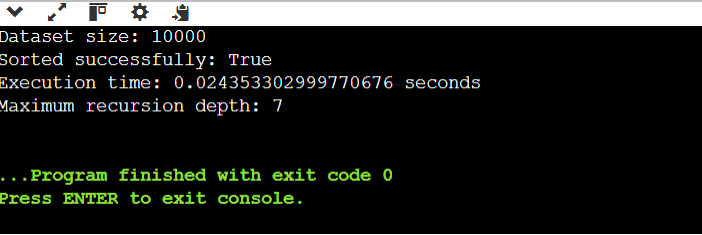 Dataset size: 10000
Sorted successfully: True
Execution time: 0.024353302999770676 seconds
Maximum recursion depth: 7
...Program finished with exit code 0
Press ENTER to exit console.